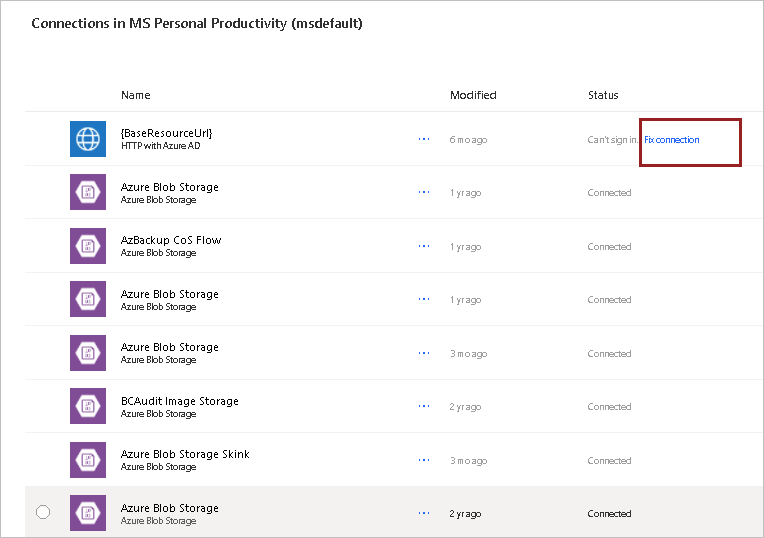 Connections in MS Personal Productivity (msdefault)
Name Modified Status
{BaseResourceUrl}
HTTP with Azure AD
... 6 mo ago Can't sign in. Fix connection
Azure Blob Storage
Azure Blob Storage
... 1 yr ago Connected
AzBackup CoS Flow
Azure Blob Storage
... 1 yr ago Connected
Azure Blob Storage
Azure Blob Storage
... 1 yr ago Connected
Azure Blob Storage
Azure Blob Storage
... 3 mo ago Connected
BCAudit Image Storage
Azure Blob Storage
... 2 yr ago Connected
Azure Blob Storage Skink
Azure Blob Storage
... 3 mo ago Connected
Azure Blob Storage
Azure Blob Storage
... 2 yr ago Connected